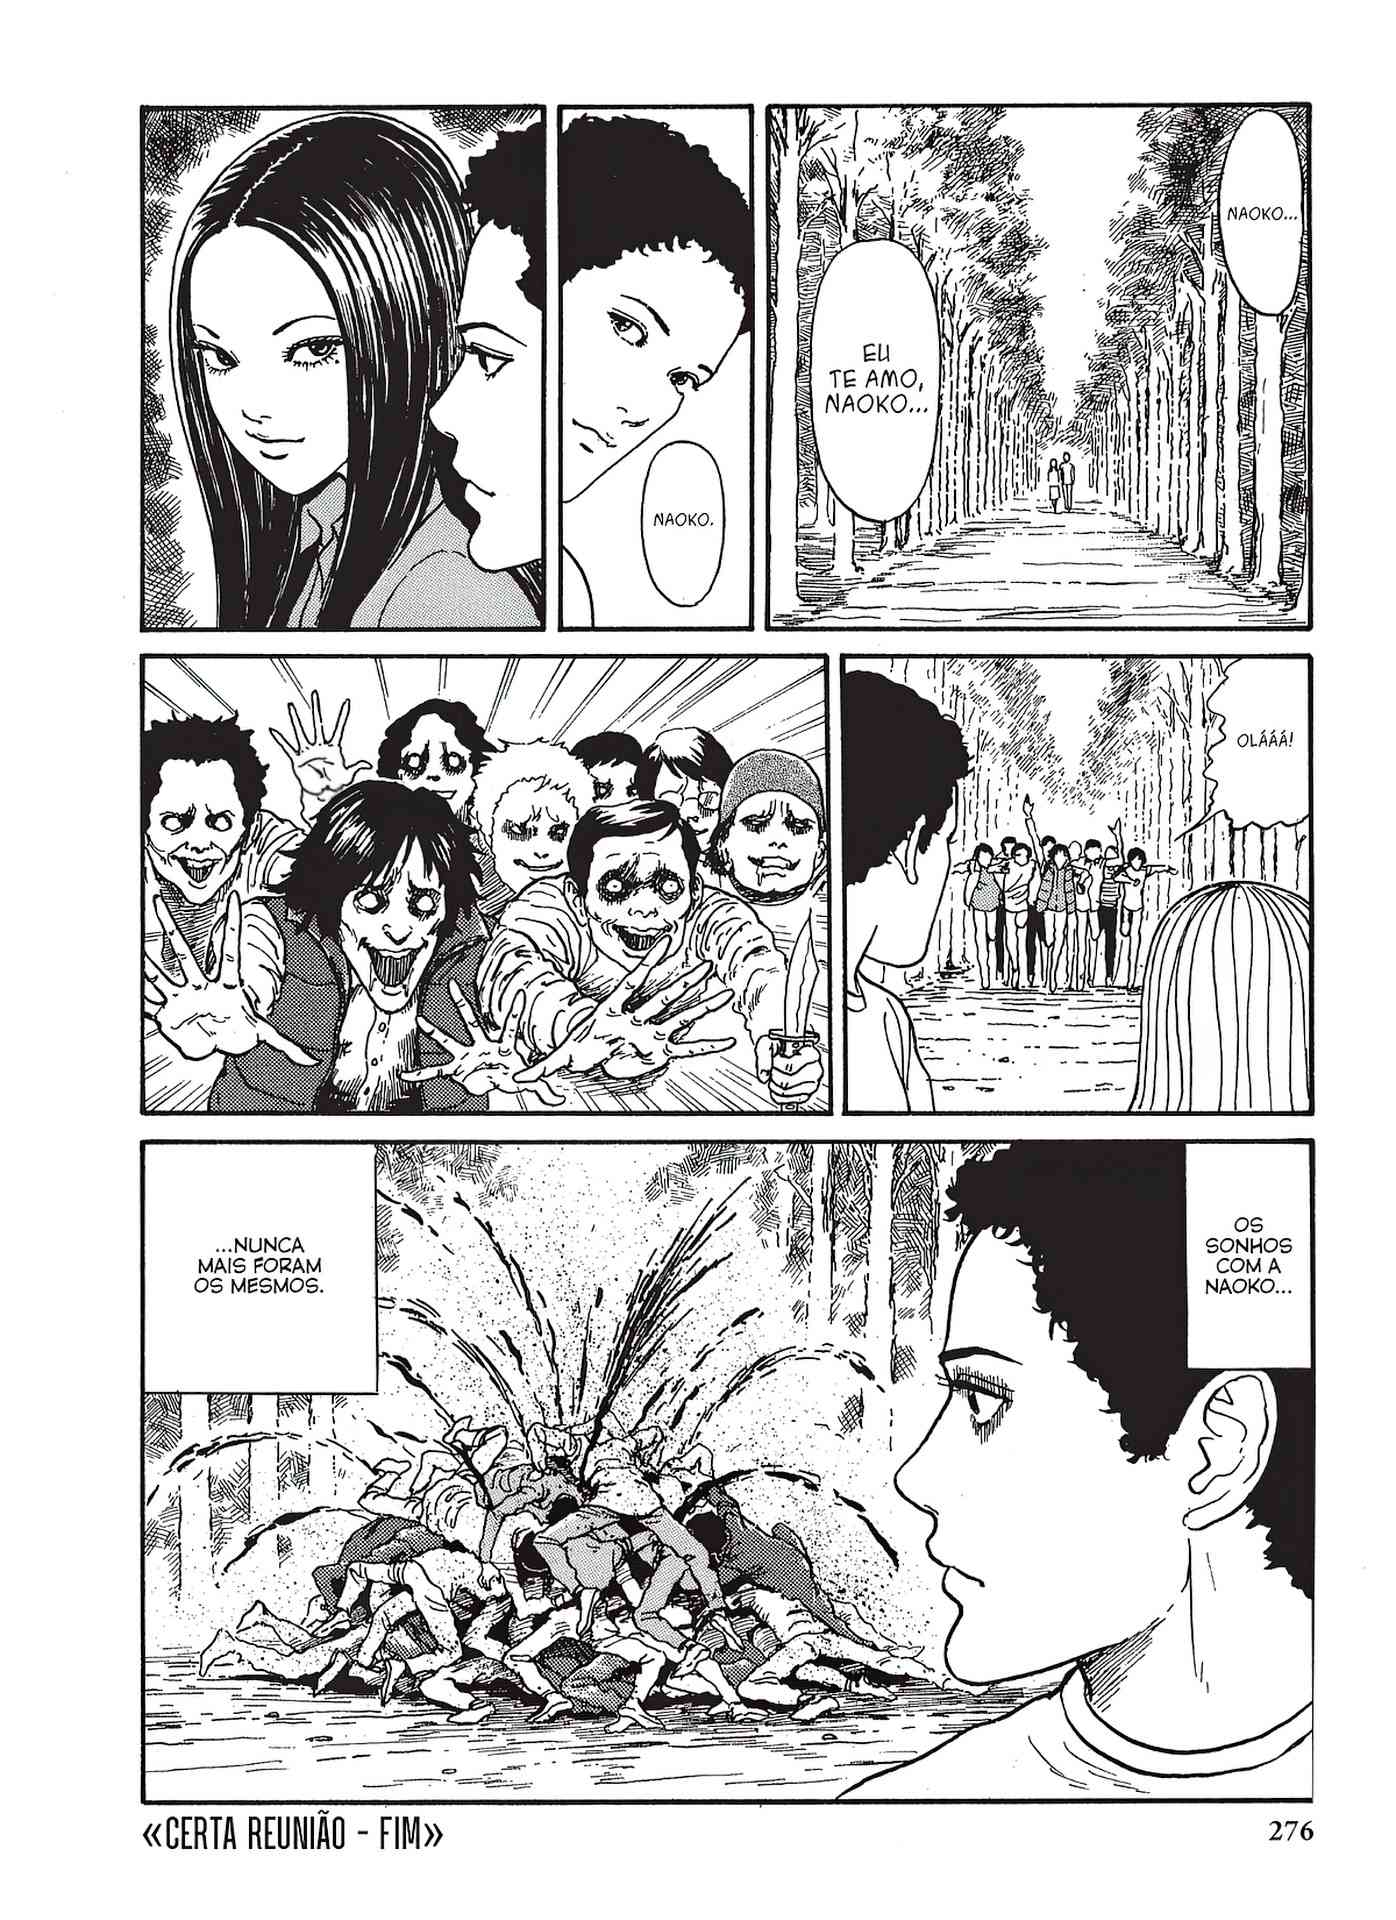 NAOKO...
EU
TE AMO,
NAOKO...
NAOKO.
OLÁÁÁ!
OS
SONHOS
COM A
NAOKO...
...NUNCA
MAIS FORAM
OS MESMOS.
«CERTA REUNIÃO - FIM»
276